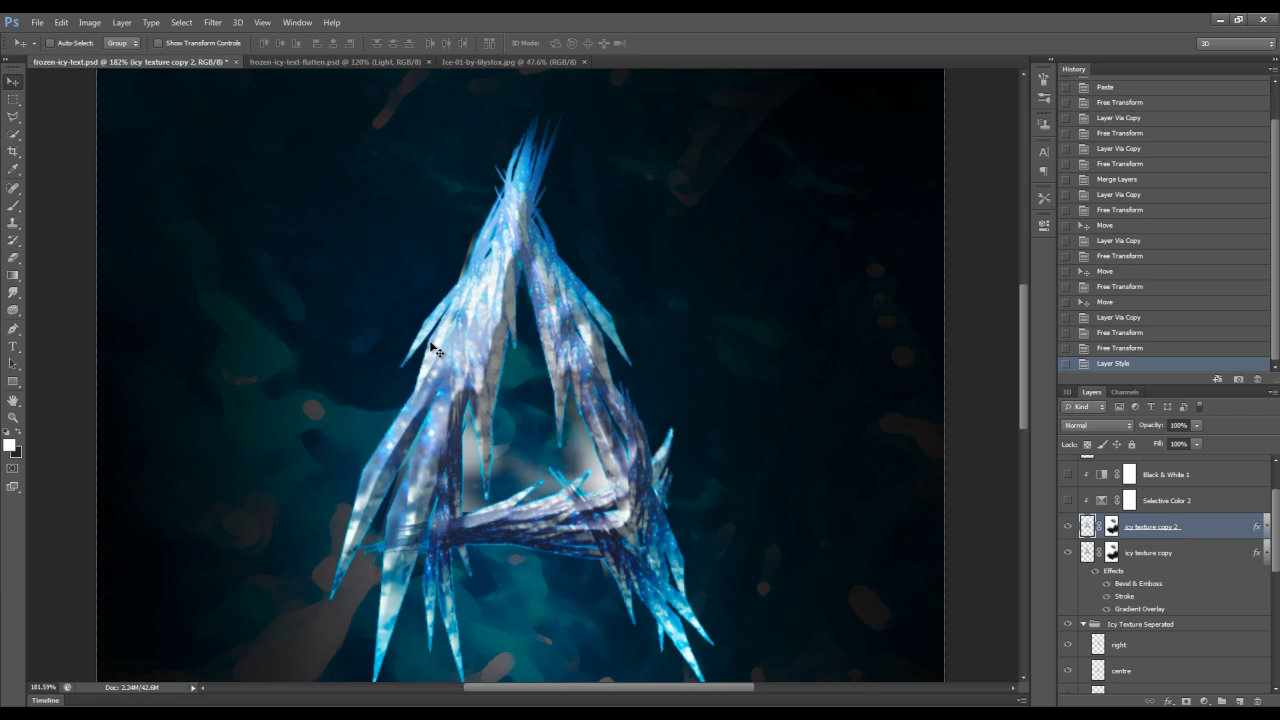 Ps File Edit Image Layer Type Select Filter 3D View Window Help
Auto-Select: Group Show Transform Controls 3D Mode: 3D
frozen-icy-text.psd @ 182% (icy texture copy 2, RGB/8) * × frozen-icy-text-flatten.psd @ 120% (Light, RGB/8) × Ice-01-by-lilyslox.jpg @ 47.6% (RGB/8) ×
History
Paste
Free Transform
Layer Via Copy
Free Transform
Layer Via Copy
Free Transform
Merge Layers
Layer Via Copy
Free Transform
Move
Layer Via Copy
Free Transform
Move
Free Transform
Move
Layer Via Copy
Free Transform
Free Transform
Layer Style
3D Layers Channels
Kind
Normal Opacity: 100%
Lock: Fill: 100%
Black & White 1
Selective Color 2
icy texture copy 2 fx
icy texture copy fx
Effects
Bevel & Emboss
Stroke
Gradient Overlay
Icy Texture Seperated
right
centre
181.59% Doc: 2.24M/42.6M
Timeline